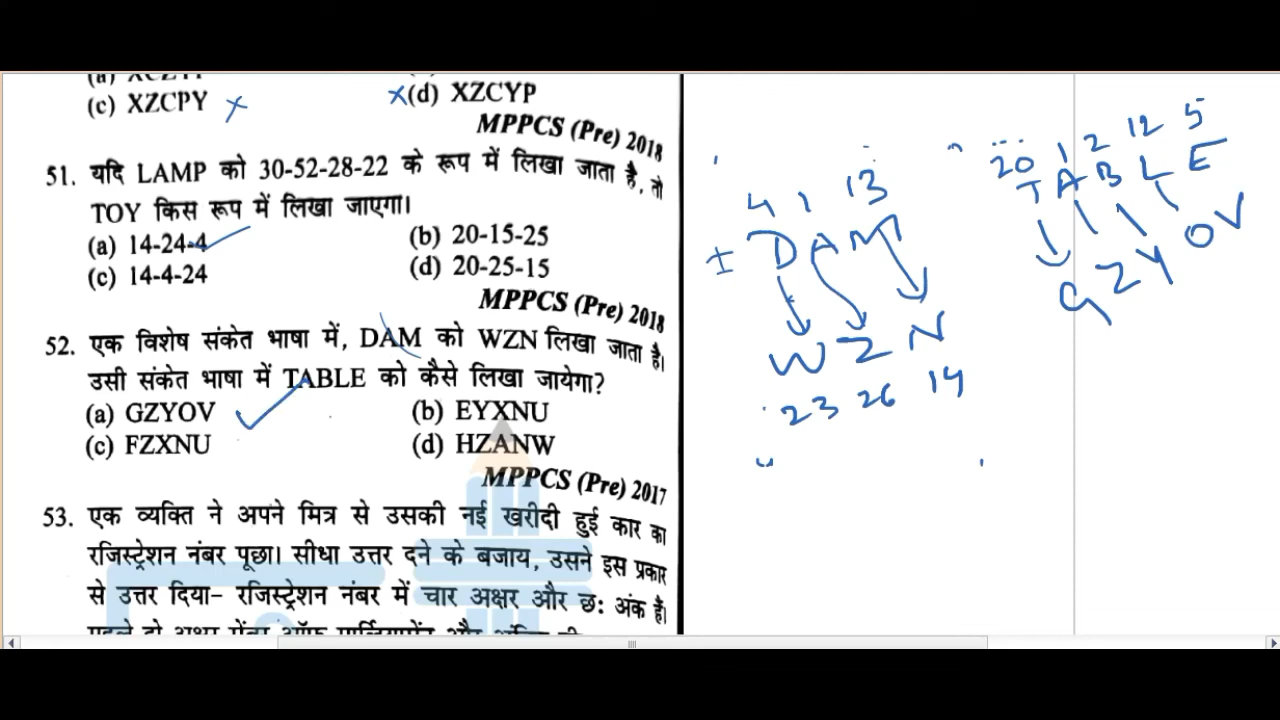 (c) XZCPY
(d) XZCYP
MPPCS (Pre) 2018
51. यदि LAMP को 30-52-28-22 के रूप में लिखा जाता है, तो
TOY किस रूप में लिखा जाएगा।
(a) 14-24-4
(b) 20-15-25
(c) 14-4-24
(d) 20-25-15
MPPCS (Pre) 2018
52. एक विशेष संकेत भाषा में, DAM को WZN लिखा जाता है।
उसी संकेत भाषा में TABLE को कैसे लिखा जायेगा?
(a) GZYOV
(b) EYXNU
(c) FZXNU
(d) HZANW
MPPCS (Pre) 2017
53. एक व्यक्ति ने अपने मित्र से उसकी नई खरीदी हुई कार का
रजिस्ट्रेशन नंबर पूछा। सीधा उत्तर देने के बजाय, उसने इस प्रकार
से उत्तर दिया- रजिस्ट्रेशन नंबर में चार अक्षर और छः अंक है।
4 1 13
DAM
WZN
23 26 14
20 1 2 12 5
TABLE
GZYOV